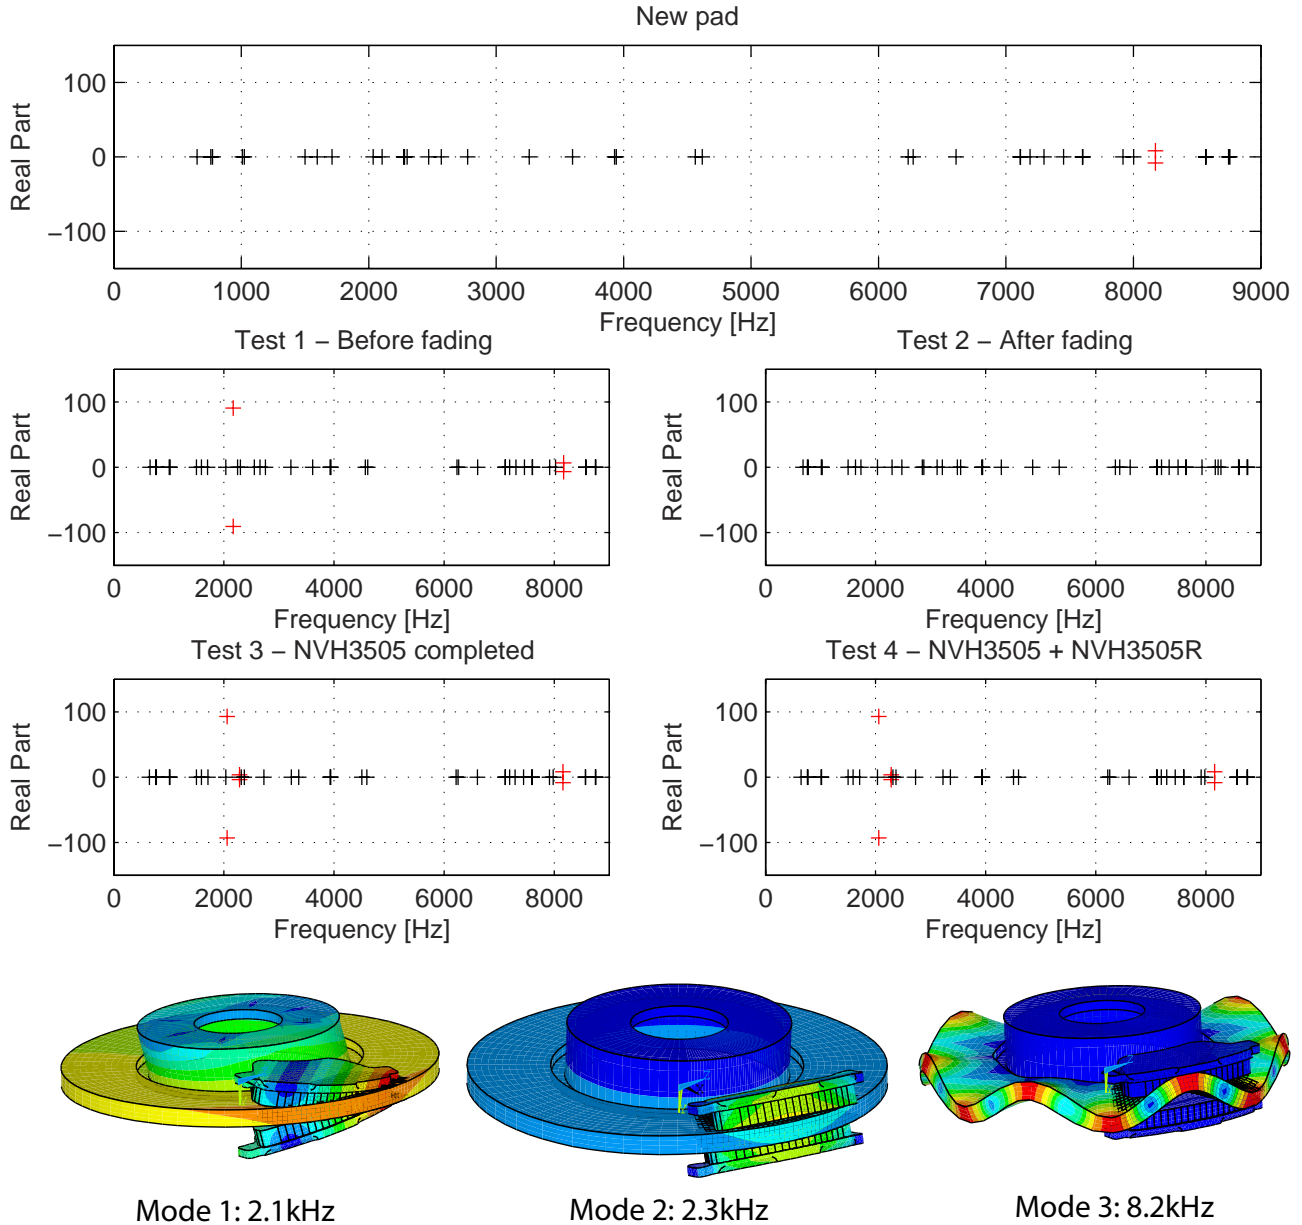 New pad
Real Part
100
0
−100
0 1000 2000 3000 4000 5000 6000 7000 8000 9000
Frequency [Hz]
Test 1 − Before fading
Real Part
100
0
−100
0 2000 4000 6000 8000
Frequency [Hz]
Test 2 − After fading
Real Part
100
0
−100
0 2000 4000 6000 8000
Frequency [Hz]
Test 3 − NVH3505 completed
Real Part
100
0
−100
0 2000 4000 6000 8000
Frequency [Hz]
Test 4 − NVH3505 + NVH3505R
Real Part
100
0
−100
0 2000 4000 6000 8000
Frequency [Hz]
Mode 1: 2.1kHz
Mode 2: 2.3kHz
Mode 3: 8.2kHz